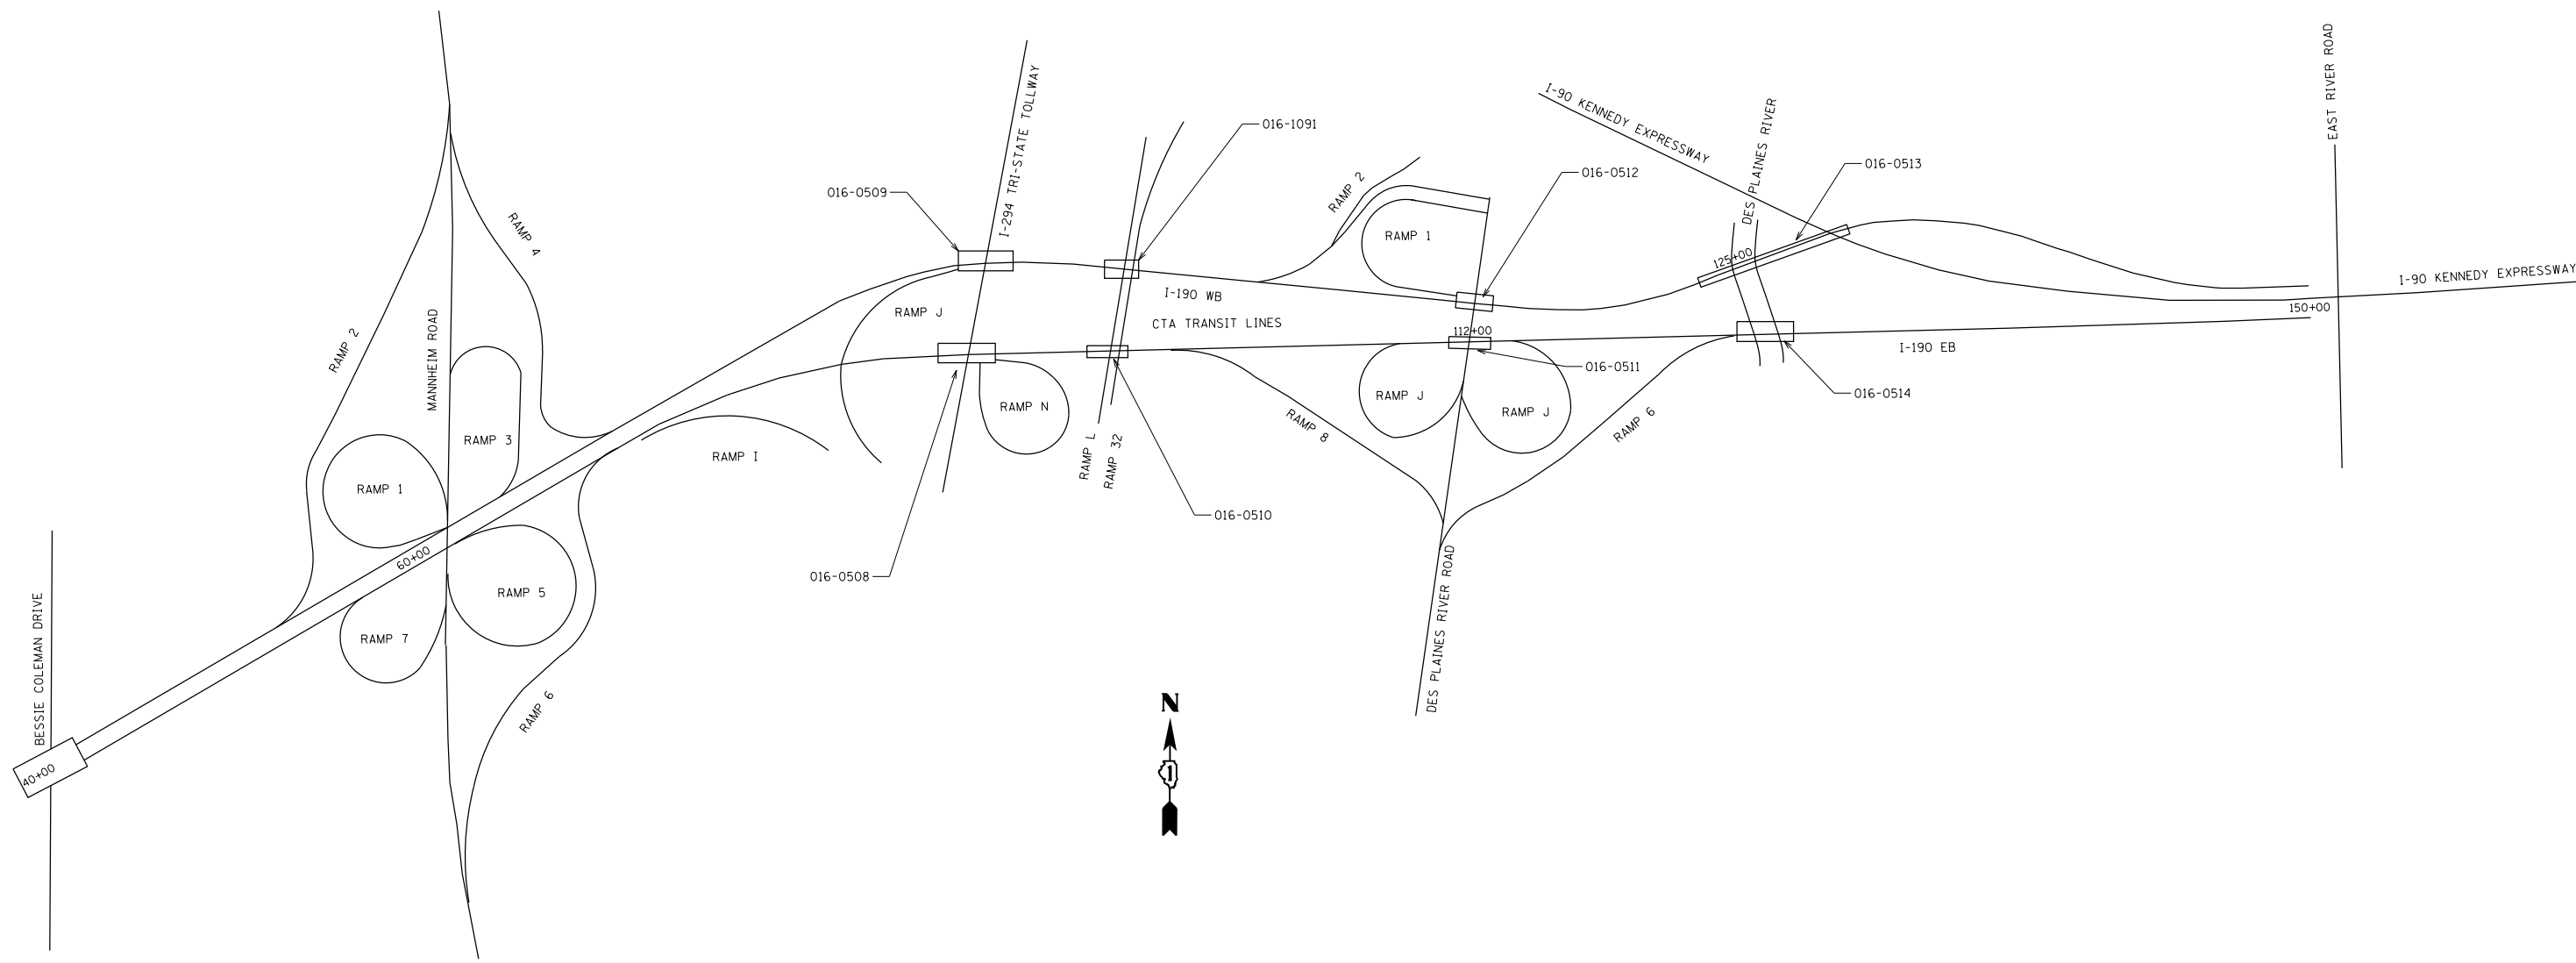 I-90 KENNEDY EXPRESSWAY
EAST RIVER ROAD
DES PLAINES RIVER
I-294 TRI-STATE TOLLWAY
016-1091
016-0513
016-0512
016-0509
RAMP 2
RAMP 4
RAMP 1
125+00
I-90 KENNEDY EXPRESSWAY
I-190 WB
150+00
RAMP J
CTA TRANSIT LINES
112+00
I-190 EB
MANNHEIM ROAD
RAMP 2
016-0511
016-0514
RAMP J
RAMP J
RAMP N
RAMP 8
RAMP 6
RAMP 3
RAMP I
RAMP L
RAMP 32
RAMP 1
016-0510
60+00
016-0508
RAMP 5
DES PLAINES RIVER ROAD
RAMP 7
BESSIE COLEMAN DRIVE
RAMP 6
N
40+00
1